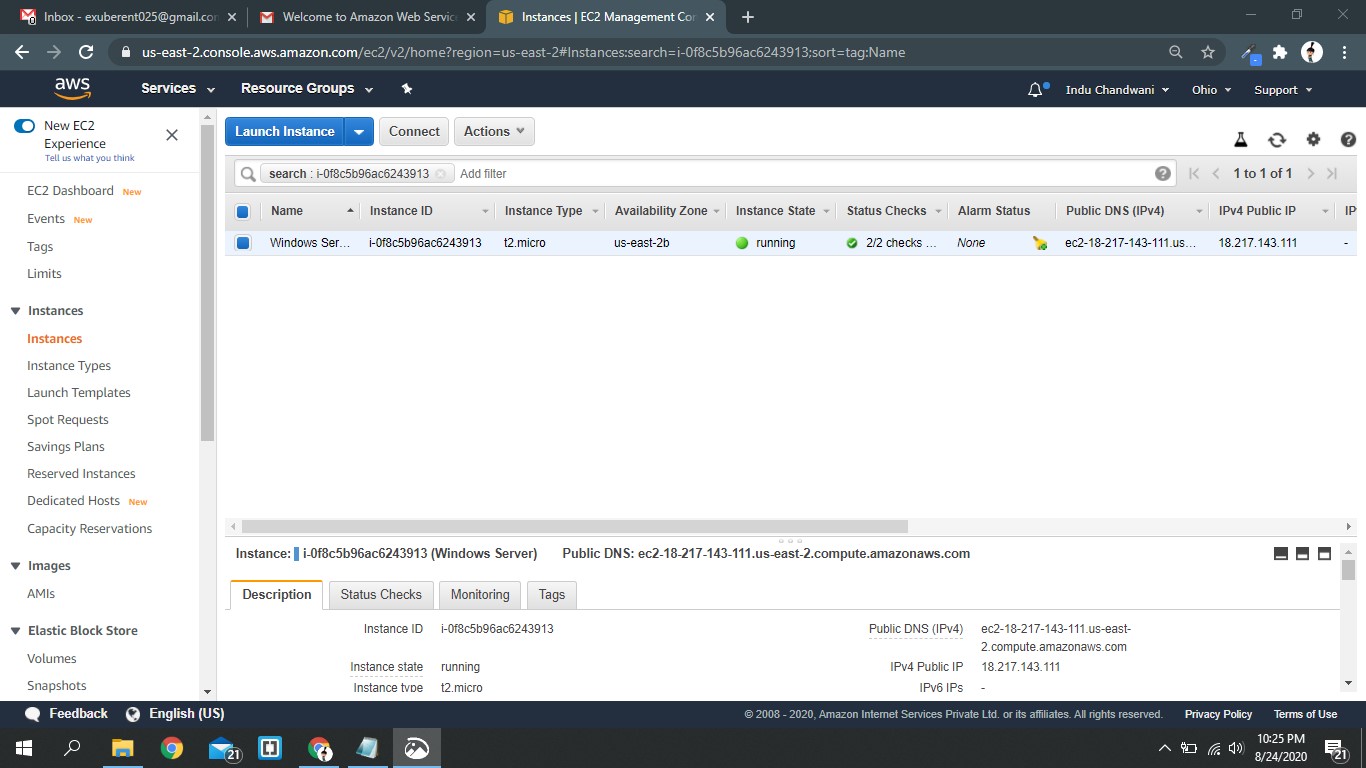 Inbox - exuberent025@gmail.con
Welcome to Amazon Web Servic
Instances | EC2 Management Cor
us-east-2.console.aws.amazon.com/ec2/v2/home?region=us-east-2#Instances:search=i-0f8c5b96ac6243913;sort=tag:Name
aws Services Resource Groups Indu Chandwani Ohio Support
New EC2 Experience
Tell us what you think
EC2 Dashboard New
Events New
Tags
Limits
Instances
Instances
Instance Types
Launch Templates
Spot Requests
Savings Plans
Reserved Instances
Dedicated Hosts New
Capacity Reservations
Images
AMIs
Elastic Block Store
Volumes
Snapshots
Launch Instance Connect Actions
search : i-0f8c5b96ac6243913 Add filter 1 to 1 of 1
Name Instance ID Instance Type Availability Zone Instance State Status Checks Alarm Status Public DNS (IPv4) IPv4 Public IP IP
Windows Ser... i-0f8c5b96ac6243913 t2.micro us-east-2b running 2/2 checks ... None ec2-18-217-143-111.us... 18.217.143.111 -
Instance: i-0f8c5b96ac6243913 (Windows Server) Public DNS: ec2-18-217-143-111.us-east-2.compute.amazonaws.com
Description Status Checks Monitoring Tags
Instance ID i-0f8c5b96ac6243913
Public DNS (IPv4) ec2-18-217-143-111.us-east-
2.compute.amazonaws.com
Instance state running
IPv4 Public IP 18.217.143.111
Instance type t2.micro
IPv6 IPs -
Feedback English (US) © 2008 - 2020, Amazon Internet Services Private Ltd. or its affiliates. All rights reserved. Privacy Policy Terms of Use
21
10:25 PM
8/24/2020
21